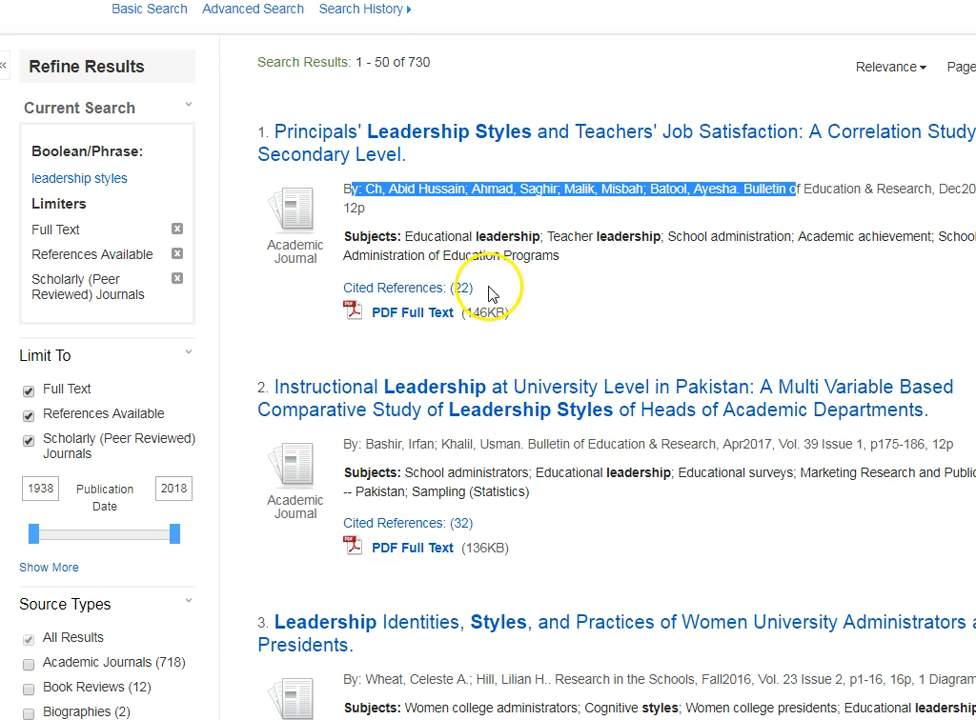 Basic Search Advanced Search Search History
Refine Results
Current Search
Boolean/Phrase:
leadership styles
Limiters
Full Text
References Available
Scholarly (Peer
Reviewed) Journals
Limit To
Full Text
References Available
Scholarly (Peer Reviewed)
Journals
1938 Publication 2018
Date
Show More
Source Types
All Results
Academic Journals (718)
Book Reviews (12)
Biographies (2)
Search Results: 1 - 50 of 730
Relevance Page
1. Principals' Leadership Styles and Teachers' Job Satisfaction: A Correlation Study
Secondary Level.
Academic
Journal
By: Ch, Abid Hussain; Ahmad, Saghir; Malik, Misbah; Batool, Ayesha. Bulletin of Education & Research, Dec20
12p
Subjects: Educational leadership; Teacher leadership; School administration; Academic achievement; Schoo
Administration of Education Programs
Cited References: (22)
PDF Full Text (146KB)
2. Instructional Leadership at University Level in Pakistan: A Multi Variable Based
Comparative Study of Leadership Styles of Heads of Academic Departments.
Academic
Journal
By: Bashir, Irfan; Khalil, Usman. Bulletin of Education & Research, Apr2017, Vol. 39 Issue 1, p175-186, 12p
Subjects: School administrators; Educational leadership; Educational surveys; Marketing Research and Public
-- Pakistan; Sampling (Statistics)
Cited References: (32)
PDF Full Text (136KB)
3. Leadership Identities, Styles, and Practices of Women University Administrators a
Presidents.
By: Wheat, Celeste A.; Hill, Lilian H.. Research in the Schools, Fall2016, Vol. 23 Issue 2, p1-16, 16p, 1 Diagram
Subjects: Women college administrators; Cognitive styles; Women college presidents; Educational leadership